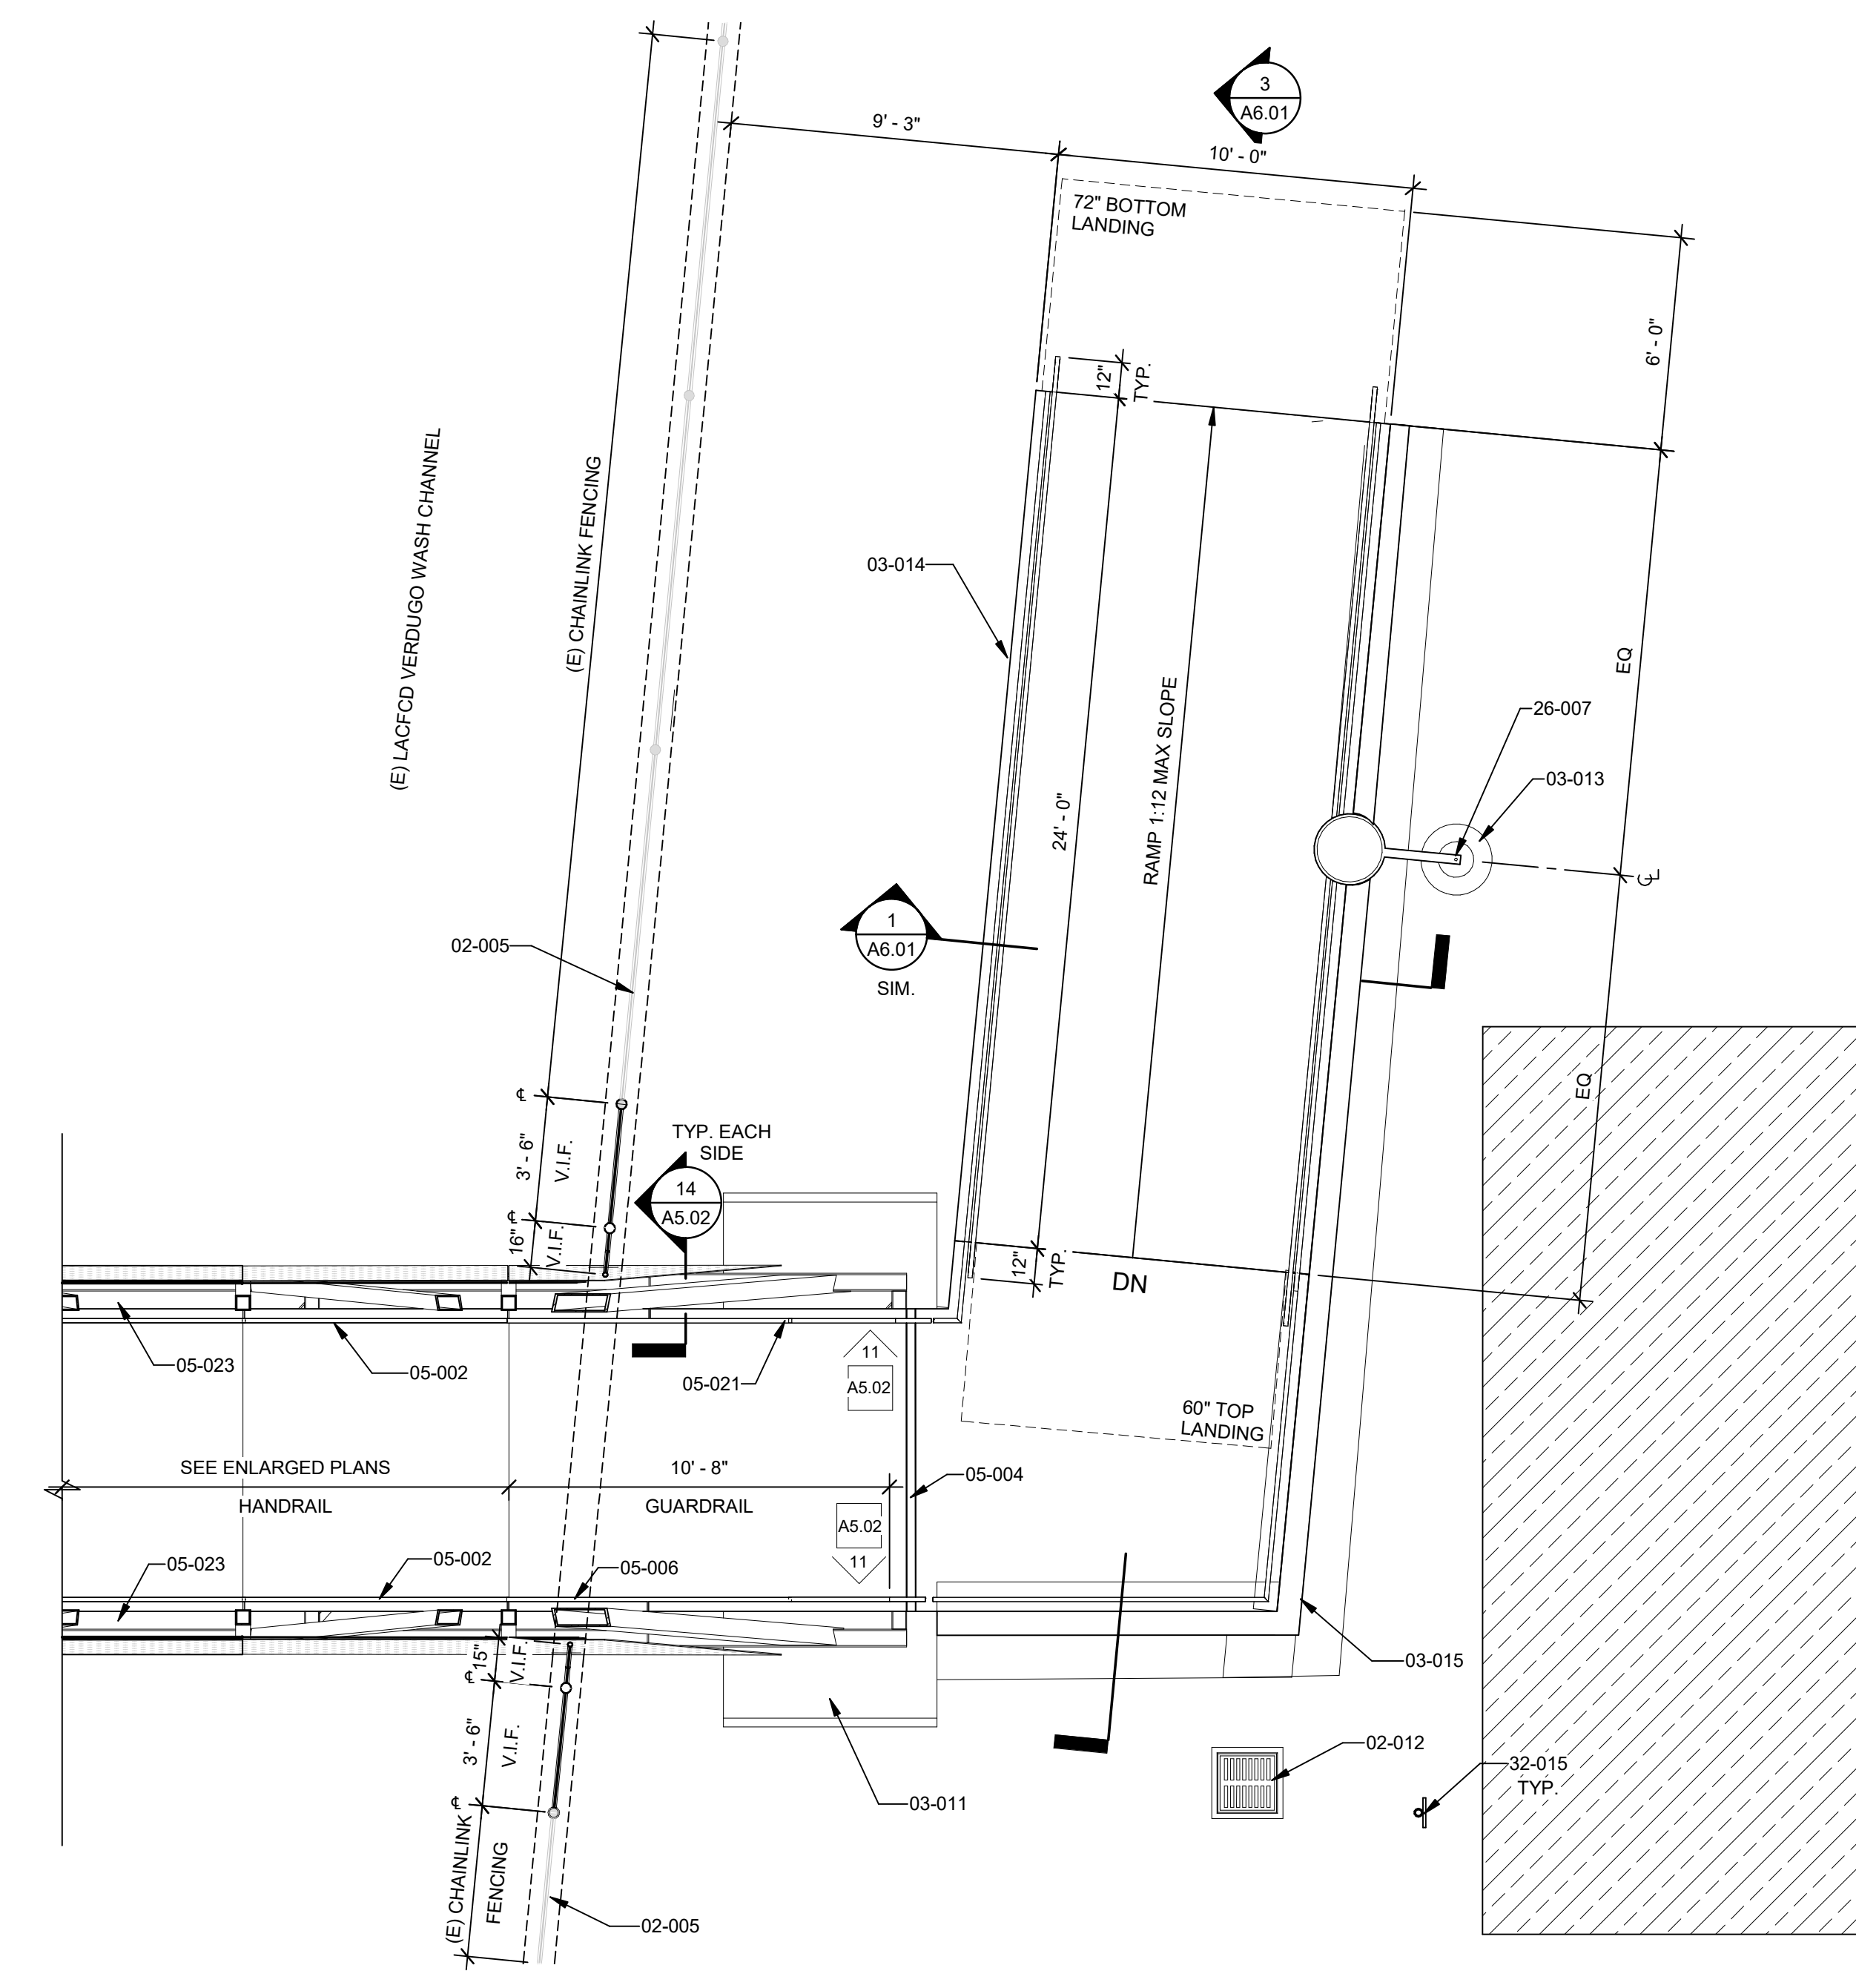 3
A6.01
9' - 3"
10' - 0"
72" BOTTOM
LANDING
6' - 0"
12"
TYP.
(E) LACFCD VERDUGO WASH CHANNEL
(E) CHAINLINK FENCING
03-014
EQ
26-007
RAMP 1:12 MAX SLOPE
03-013
24' - 0"
CL
1
A6.01
SIM.
02-005
EQ
CL
3' - 6"
V.I.F.
TYP. EACH
SIDE
14
A5.02
CL
16"
V.I.F.
12"
TYP.
DN
05-023
05-002
05-021
11
A5.02
60" TOP
LANDING
SEE ENLARGED PLANS
10' - 8"
05-004
HANDRAIL
GUARDRAIL
A5.02
11
05-023
05-002
05-006
15"
V.I.F.
CL
03-015
3' - 6"
V.I.F.
02-012
32-015
TYP.
CL
03-011
(E) CHAINLINK
FENCING
02-005